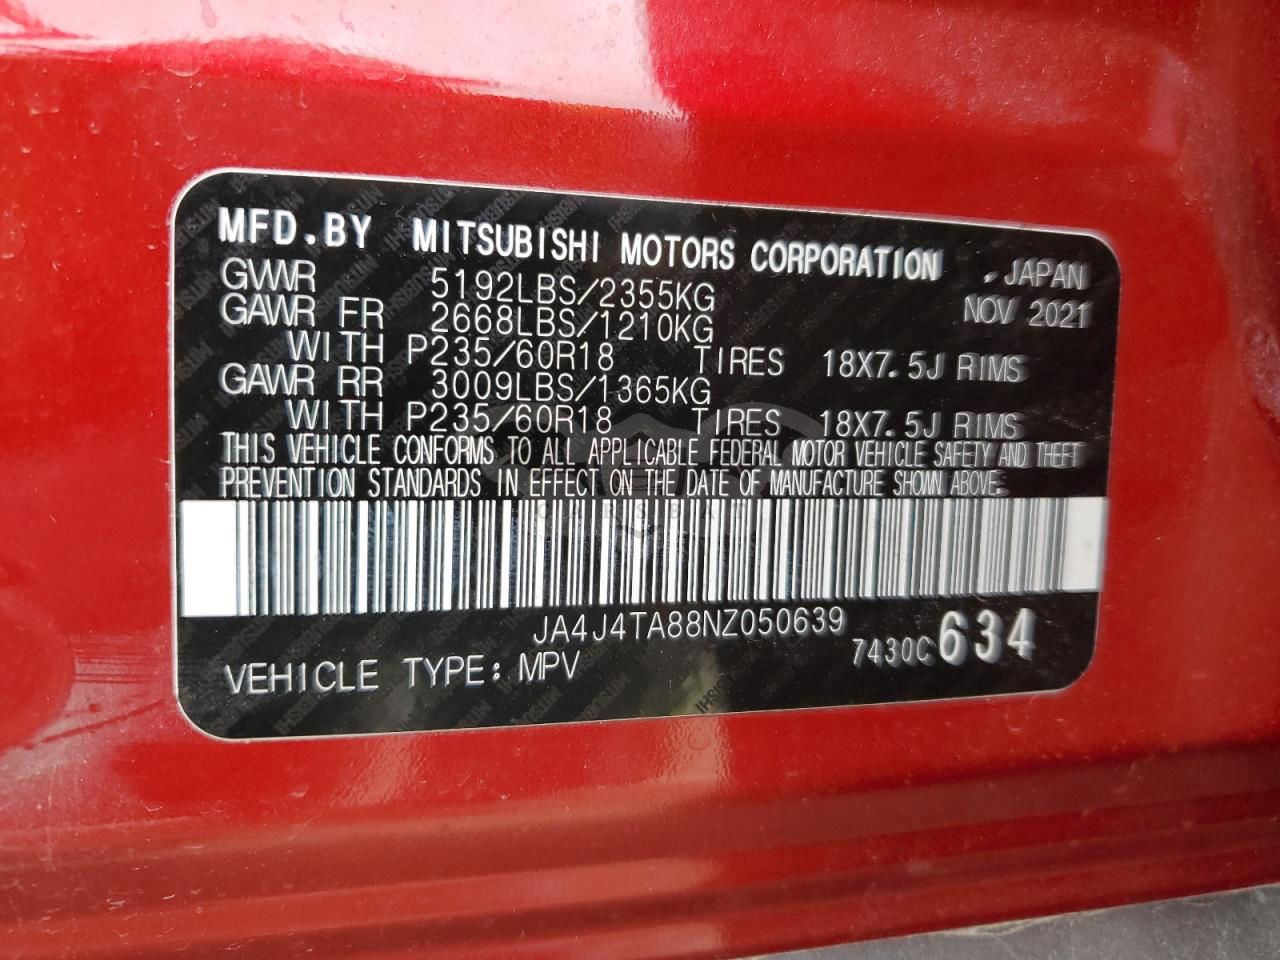 MFD.BY MITSUBISHI MOTORS CORPORATION , JAPAN
GVWR 5192LBS/2355KG NOV 2021
GAWR FR 2668LBS/1210KG
WITH P235/60R18 TIRES 18X7.5J RIMS
GAWR RR 3009LBS/1365KG
WITH P235/60R18 TIRES 18X7.5J RIMS
THIS VEHICLE CONFORMS TO ALL APPLICABLE FEDERAL MOTOR VEHICLE SAFETY AND THEFT
PREVENTION STANDARDS IN EFFECT ON THE DATE OF MANUFACTURE SHOWN ABOVE.
JA4J4TA88NZ050639
7430C 634
VEHICLE TYPE: MPV